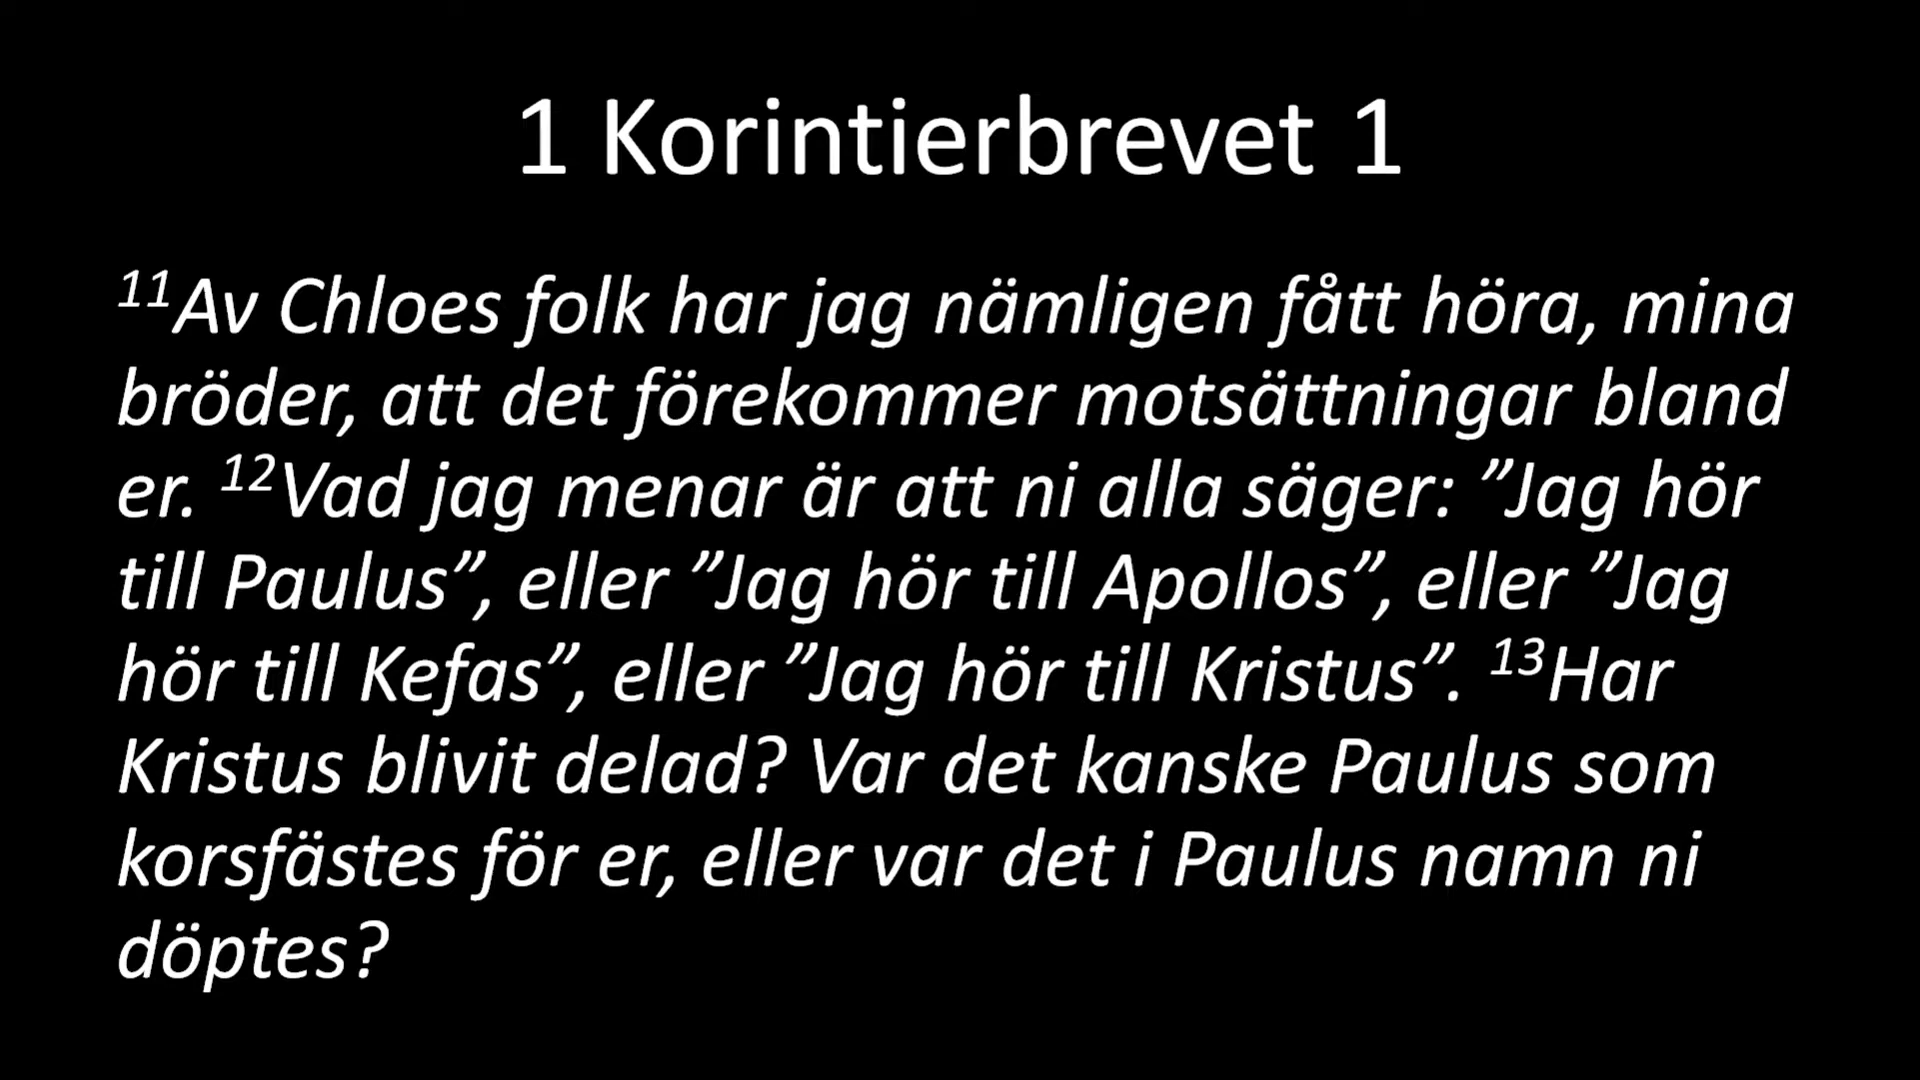 1 Korintierbrevet 1
¹¹Av Chloes folk har jag nämligen fått höra, mina
bröder, att det förekommer motsättningar bland
er. ¹²Vad jag menar är att ni alla säger: ”Jag hör
till Paulus”, eller ”Jag hör till Apollos”, eller ”Jag
hör till Kefas”, eller ”Jag hör till Kristus”. ¹³Har
Kristus blivit delad? Var det kanske Paulus som
korsfästes för er, eller var det i Paulus namn ni
döptes?